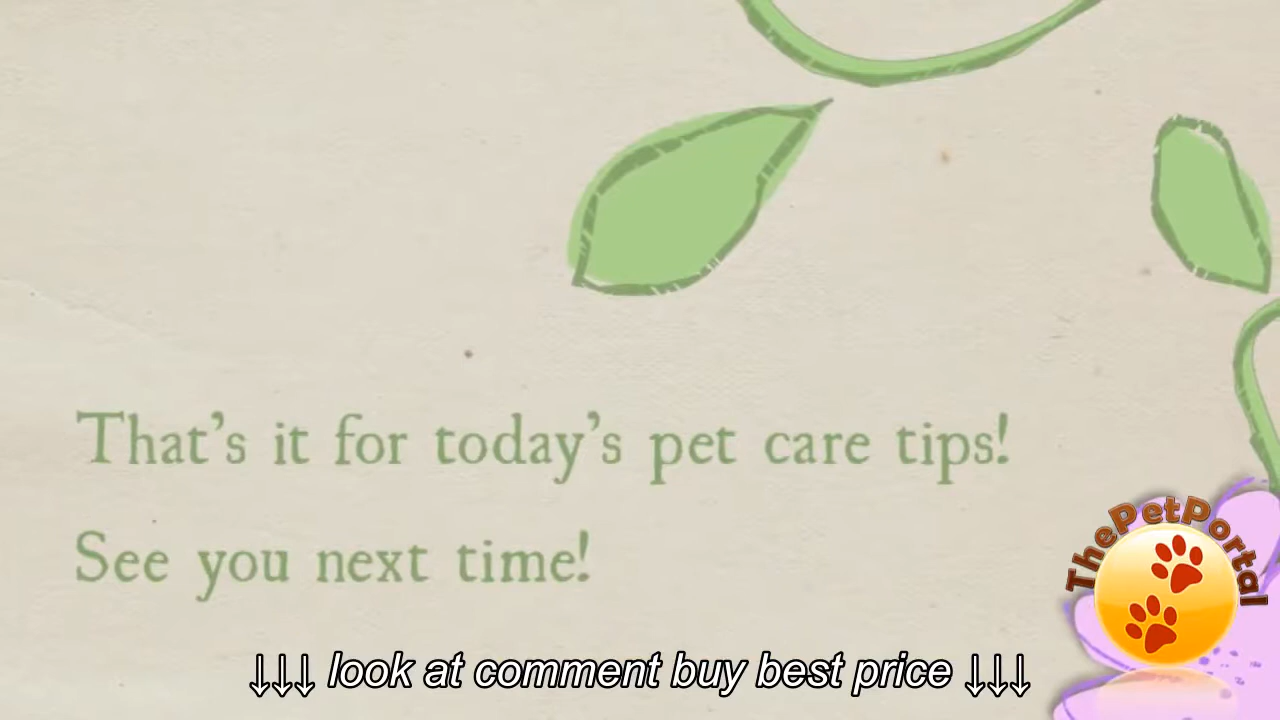 That's it for today's pet care tips!
See you next time!
ThePetPortal
↓↓↓ look at comment buy best price ↓↓↓